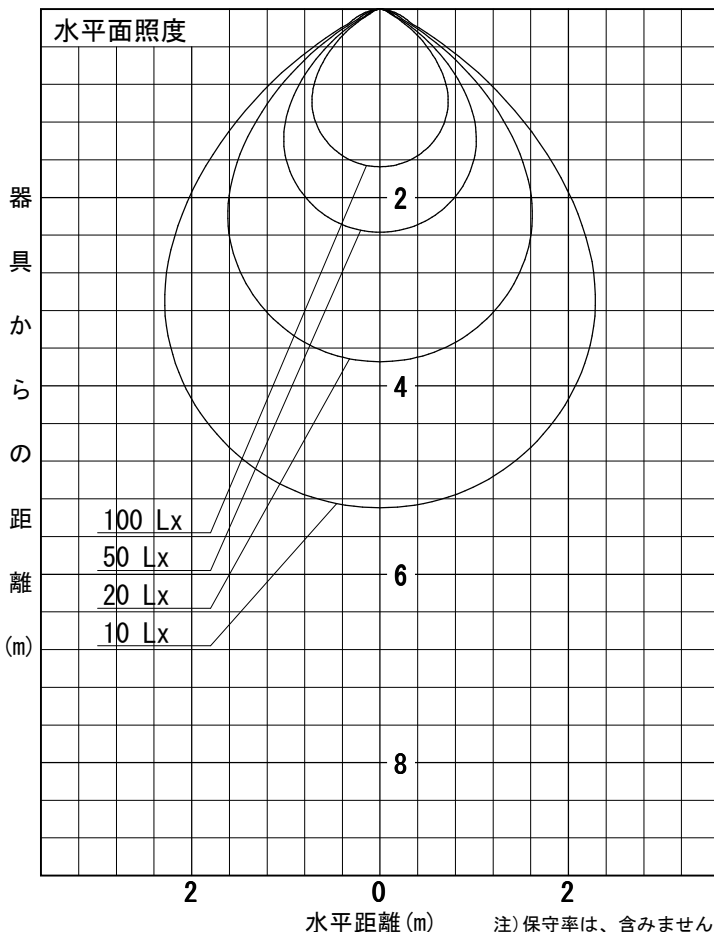 水平面照度
器具からの距離(m)
2
4
6
8
100 Lx
50 Lx
20 Lx
10 Lx
2
0
2
水平距離(m)
注)保守率は、含みません